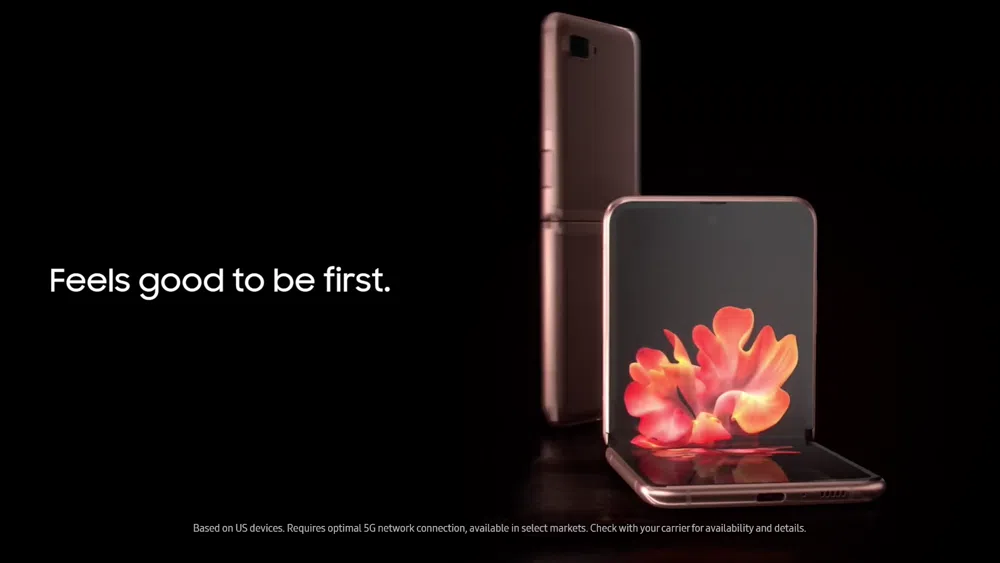 Feels good to be first.
Based on US devices. Requires optimal 5G network connection, available in select markets. Check with your carrier for availability and details.